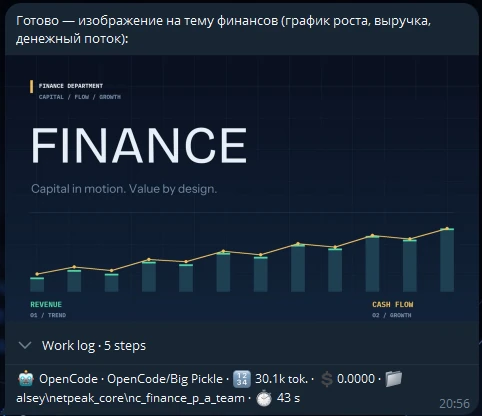 Готово — изображение на тему финансов (график роста, выручка,
денежный поток):
FINANCE DEPARTMENT
CAPITAL / FLOW / GROWTH
FINANCE
Capital in motion. Value by design.
REVENUE
01 / TREND
CASH FLOW
02 / GROWTH
Work log · 5 steps
🤖 OpenCode · OpenCode/Big Pickle · 🔢 30.1k tok. · 💲 0.0000 · 📁
alsey\netpeak_core\nc_finance_p_a_team · ⏱ 43 s
20:56